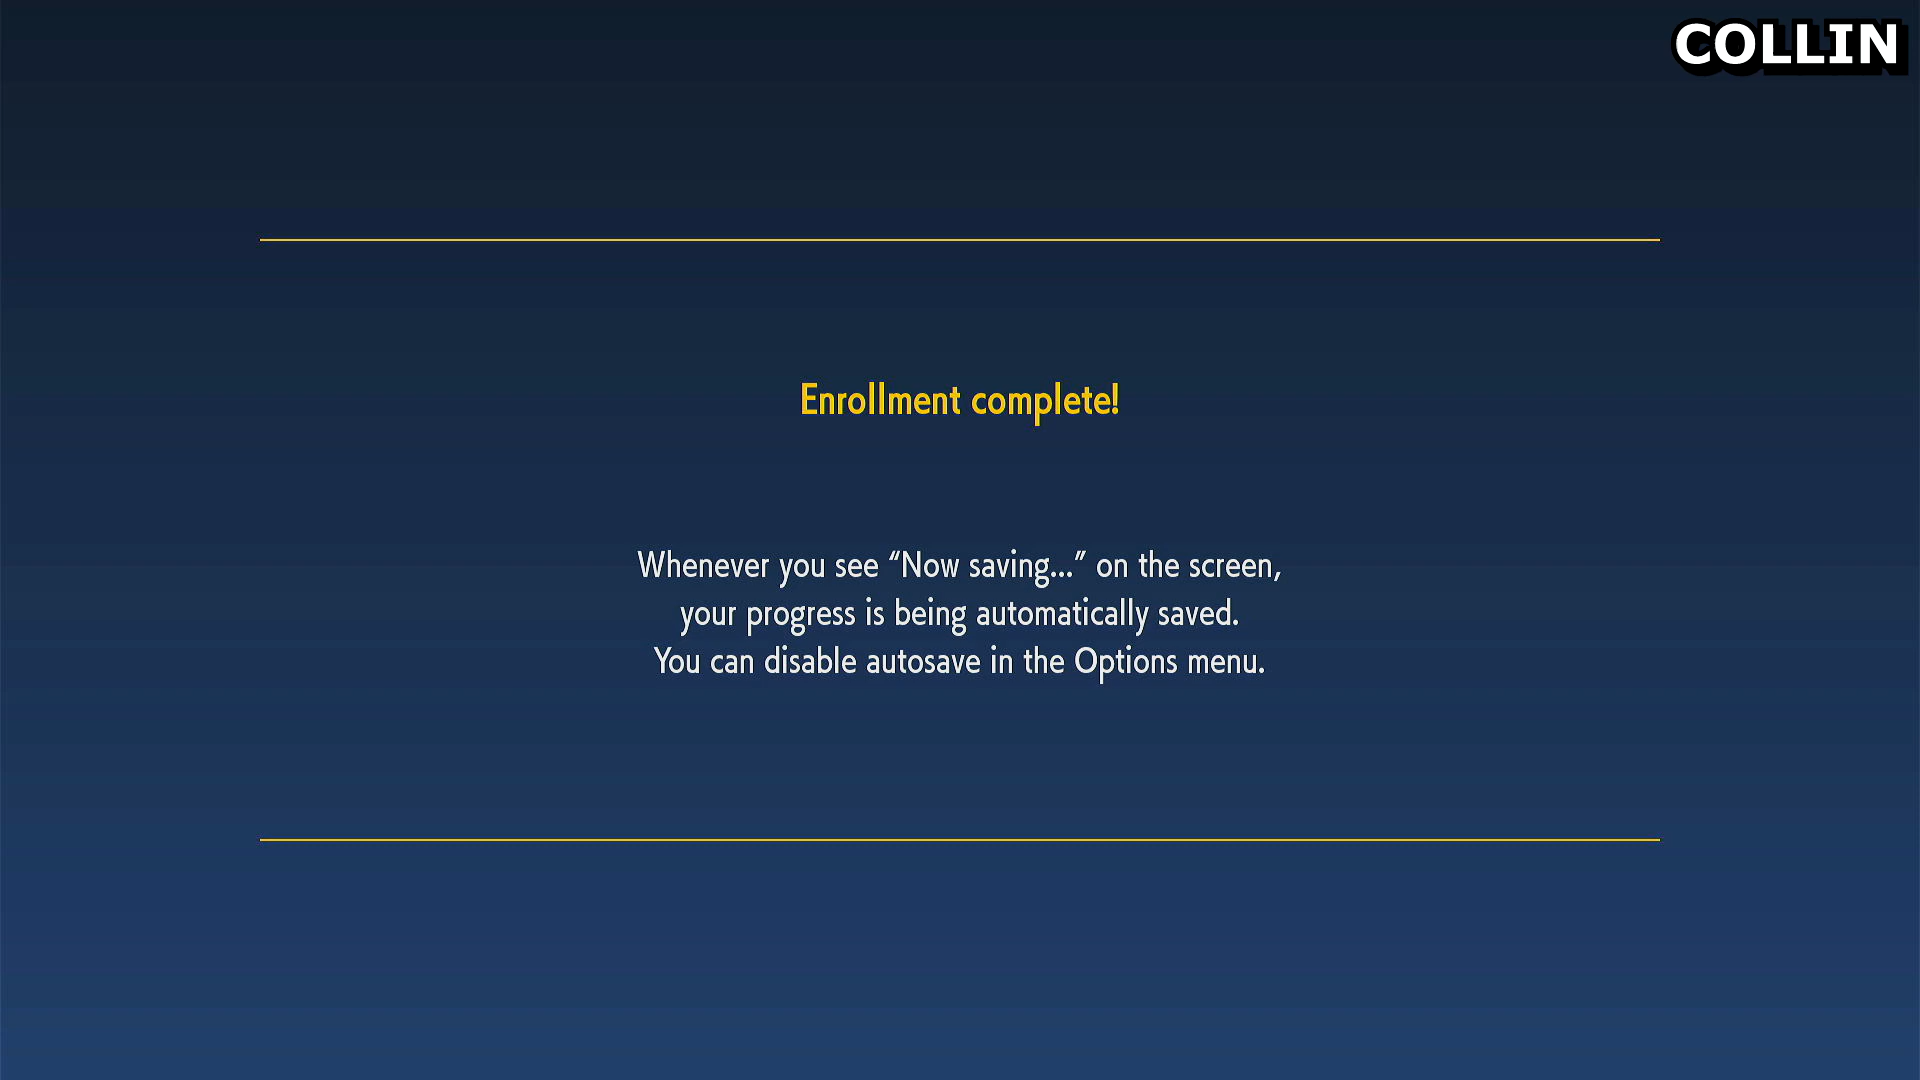 COLLIN
Enrollment complete!
Whenever you see “Now saving...” on the screen,
your progress is being automatically saved.
You can disable autosave in the Options menu.